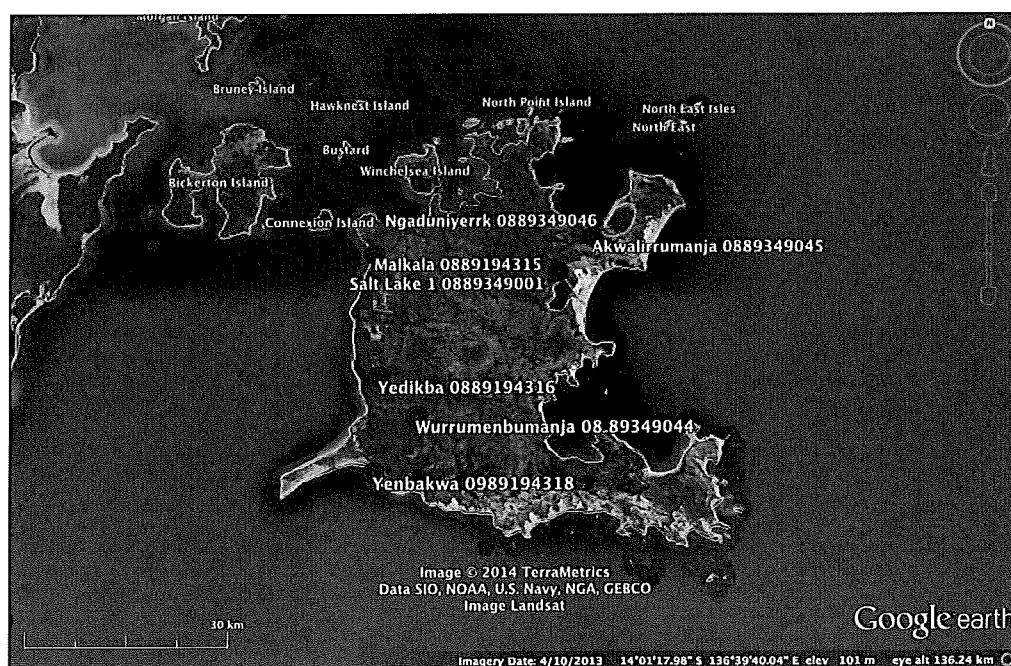 Morgan Island
N
Bruney Island
Hawknest Island
North Point Island
North East Isles
North East
Bustard
Winchelsea Island
Bickerton Island
Connexion Island
Ngaduniyerrk 0889349046
Akwalirrumanja 0889349045
Malkala 0889194315
Salt Lake 1 0889349001
Yedikba 0889194316
Wurrumenbumanja 08.89349044
Yenbakwa 0989194318
Image © 2014 TerraMetrics
Data SIO, NOAA, U.S. Navy, NGA, GEBCO
Image Landsat
30 km
Google earth
Imagery Date: 4/10/2013 14°01'17.98" S 136°39'40.04" E elev 101 m eye alt 136.24 km